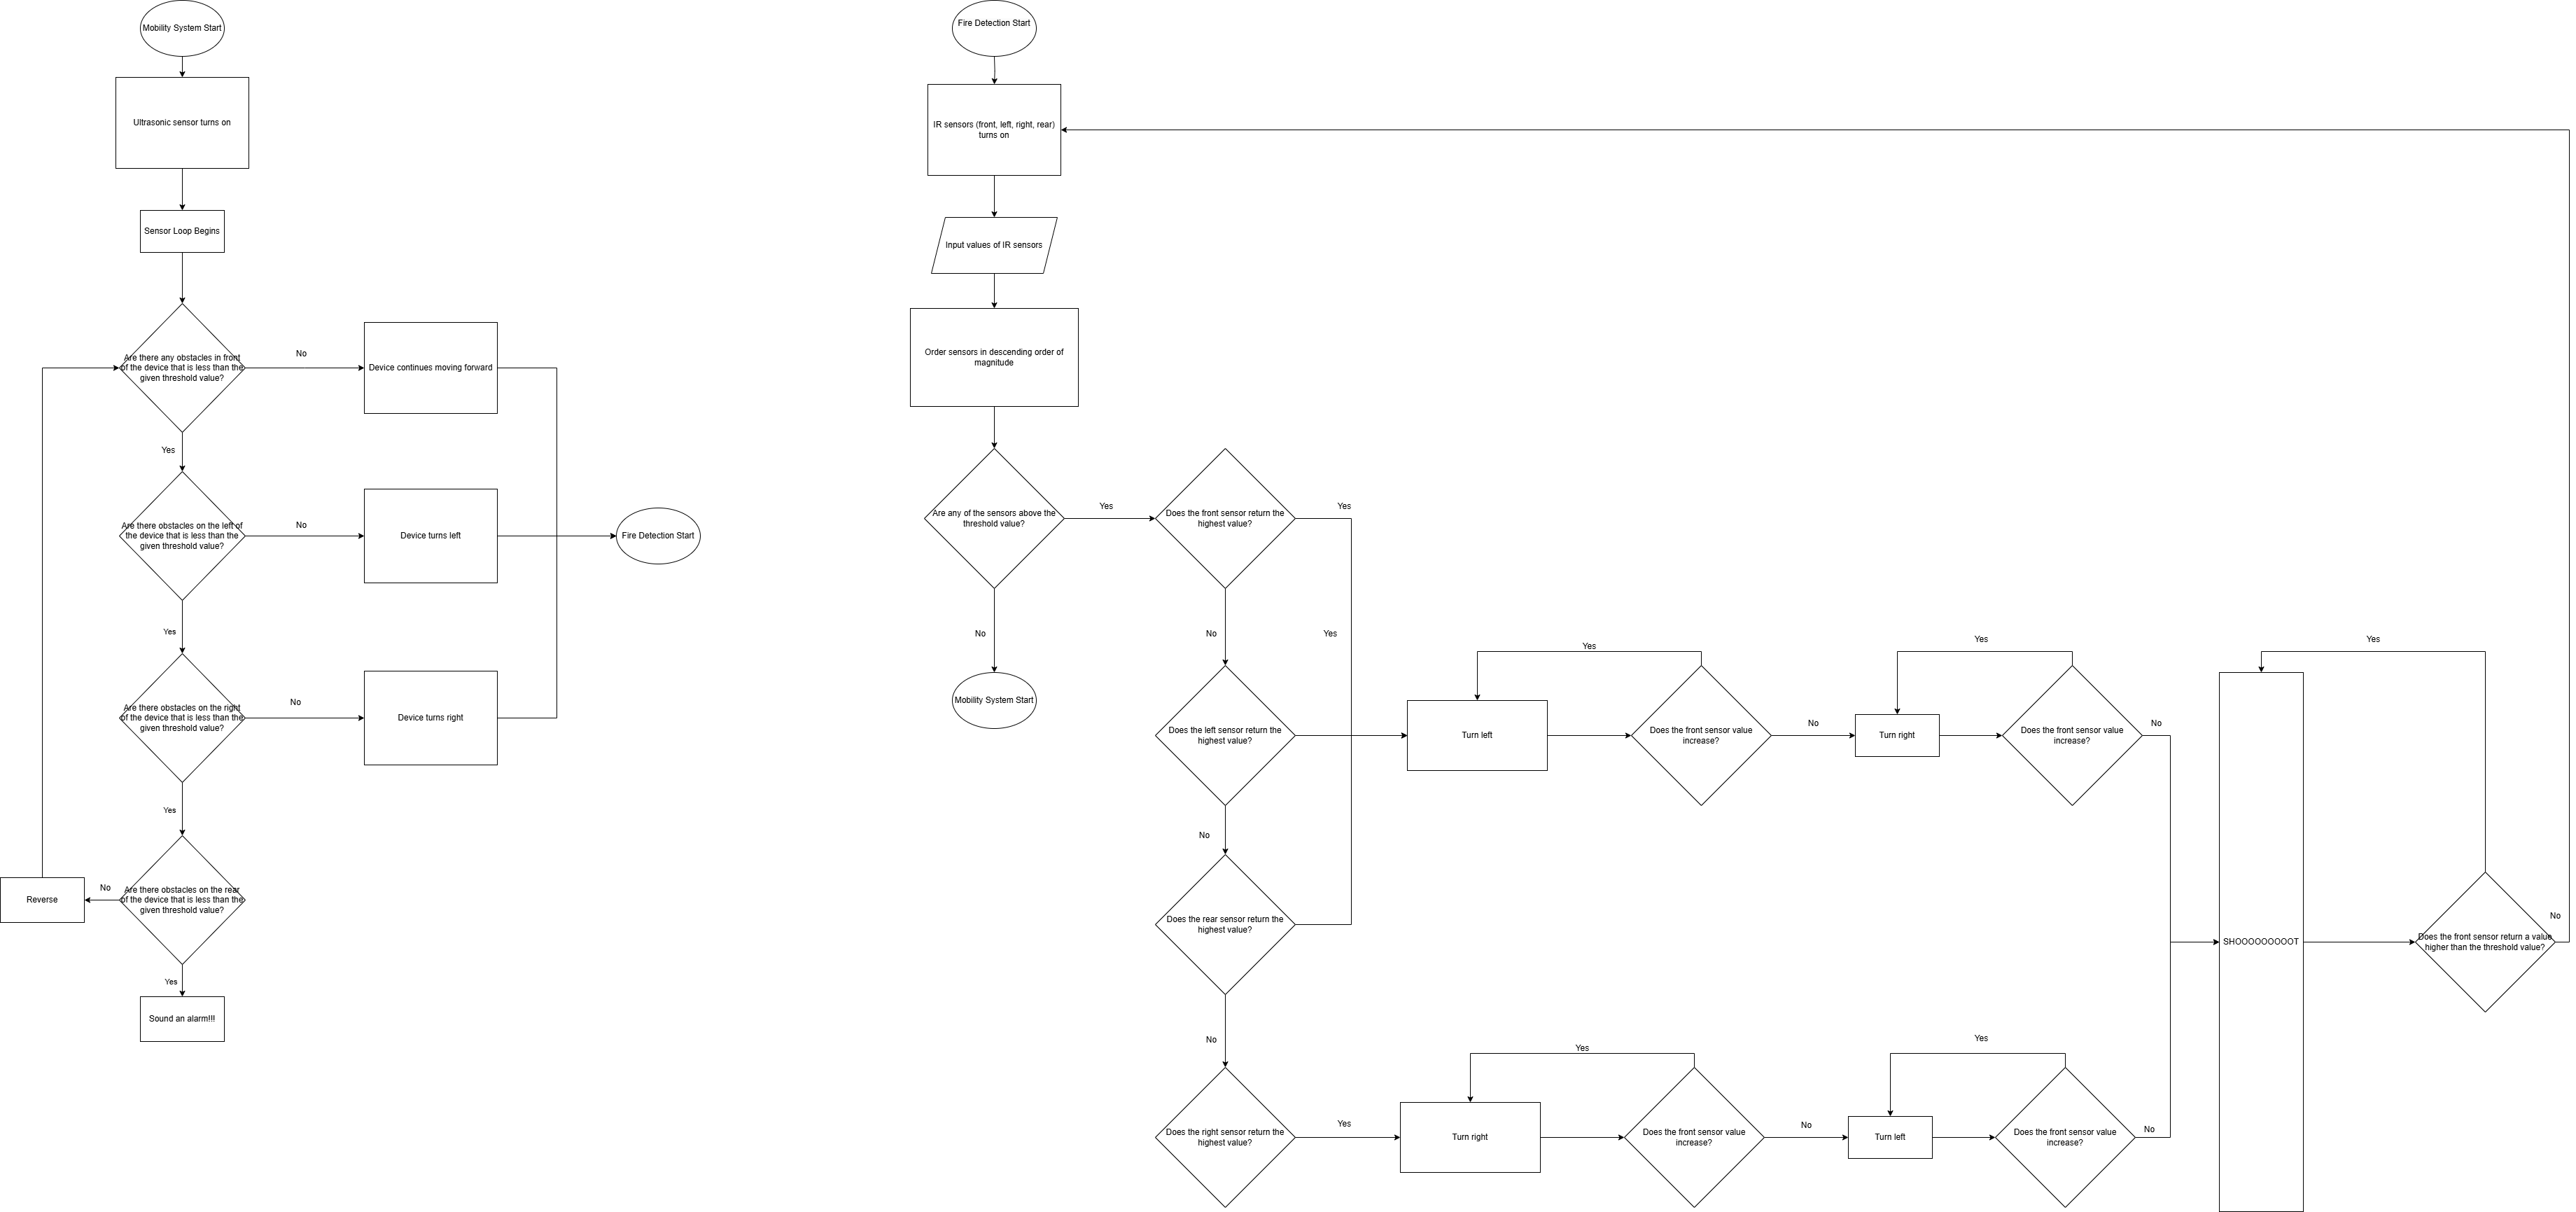 Mobility System Start
Ultrasonic sensor turns on
Sensor Loop Begins
Are there any obstacles in front
of the device that is less than the
given threshold value?
No
Device continues moving forward
Yes
Are there obstacles on the left of
the device that is less than the
given threshold value?
No
Device turns left
Fire Detection Start
Yes
Are there obstacles on the right
of the device that is less than the
given threshold value?
No
Device turns right
Yes
Are there obstacles on the rear
of the device that is less than the
given threshold value?
No
Reverse
Yes
Sound an alarm!!!
Fire Detection Start
IR sensors (front, left, right, rear)
turns on
Input values of IR sensors
Order sensors in descending order of
magnitude
Are any of the sensors above the
threshold value?
Yes
No
Mobility System Start
Does the front sensor return the
highest value?
Yes
No
Yes
Does the left sensor return the
highest value?
No
Turn left
Yes
Does the front sensor value
increase?
No
Turn right
Yes
Does the front sensor value
increase?
No
Does the rear sensor return the
highest value?
No
Does the right sensor return the
highest value?
Yes
Turn right
Yes
Does the front sensor value
increase?
No
Turn left
Yes
Does the front sensor value
increase?
No
SHOOOOOOOOOT
Yes
Does the front sensor return a value
higher than the threshold value?
No